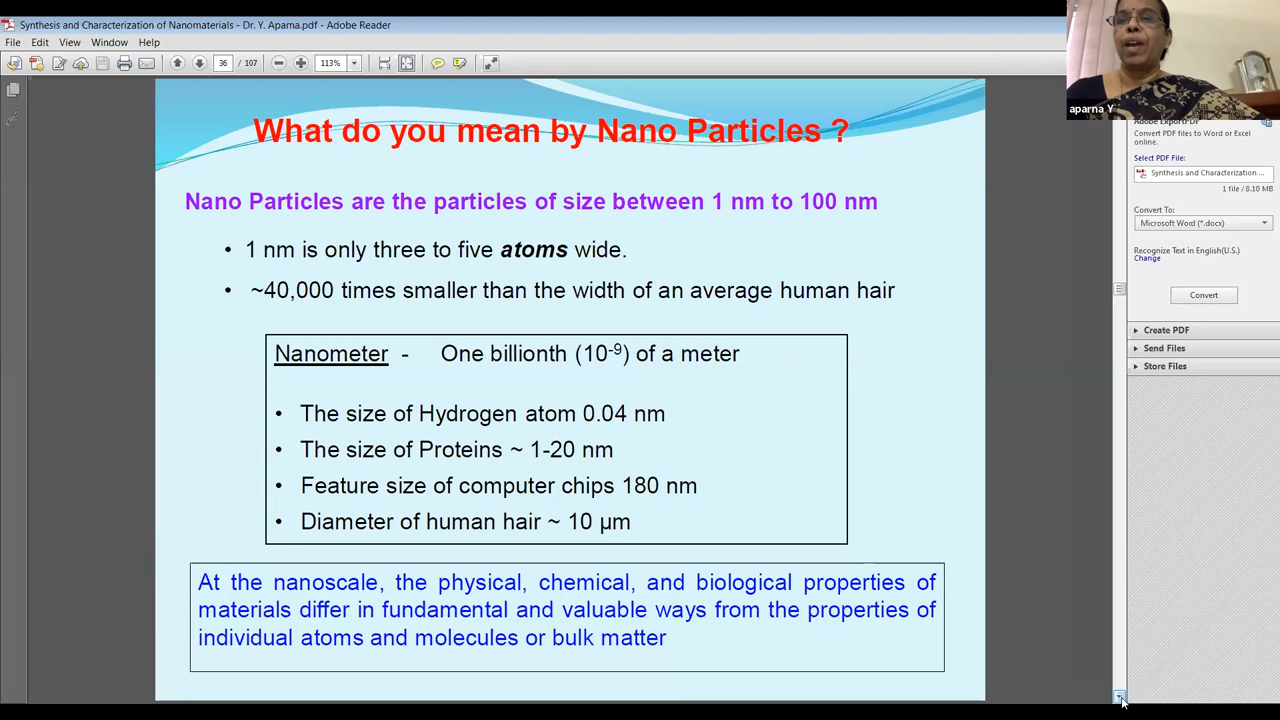 Synthesis and Characterization of Nanomaterials - Dr. Y. Aparna.pdf - Adobe Reader
File Edit View Window Help
36 / 107 113%
aparna Y
What do you mean by Nano Particles ?
Nano Particles are the particles of size between 1 nm to 100 nm
• 1 nm is only three to five atoms wide.
• ~40,000 times smaller than the width of an average human hair
Nanometer - One billionth (10⁻⁹) of a meter
• The size of Hydrogen atom 0.04 nm
• The size of Proteins ~ 1-20 nm
• Feature size of computer chips 180 nm
• Diameter of human hair ~ 10 µm
At the nanoscale, the physical, chemical, and biological properties of
materials differ in fundamental and valuable ways from the properties of
individual atoms and molecules or bulk matter
Adobe ExportPDF
Convert PDF files to Word or Excel
online.
Select PDF File:
Synthesis and Characterization ...
1 file / 8.10 MB
Convert To:
Microsoft Word (*.docx)
Recognize Text in English(U.S.)
Change
Convert
Create PDF
Send Files
Store Files